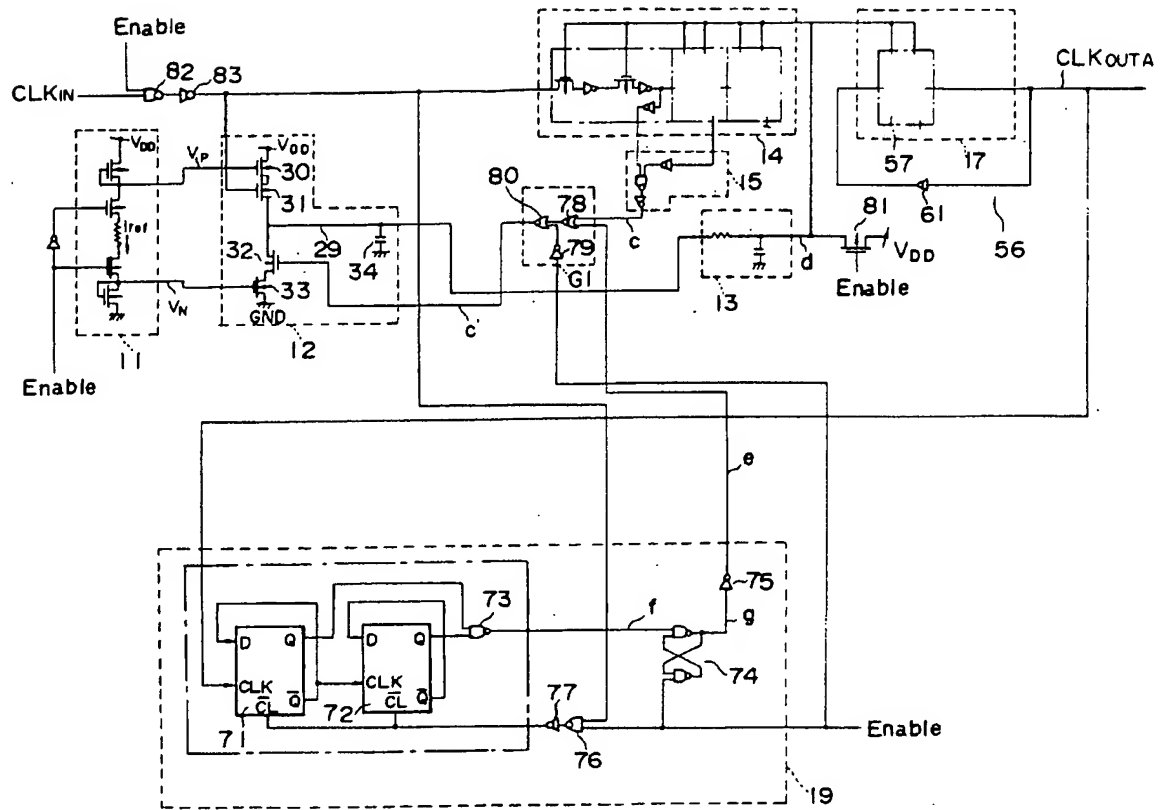 Enable
CLKIN
82
83
VDD
VP
VDD
30
31
29
34
32
33
VN
GND
11
12
Enable
14
15
80
78
79
G1
c
c'
13
d
81
VDD
Enable
57
17
61
56
CLKOUTA
e
75
73
f
g
74
D
Q
CLK
Q
CL
71
D
Q
CLK
Q
CL
72
77
76
Enable
19